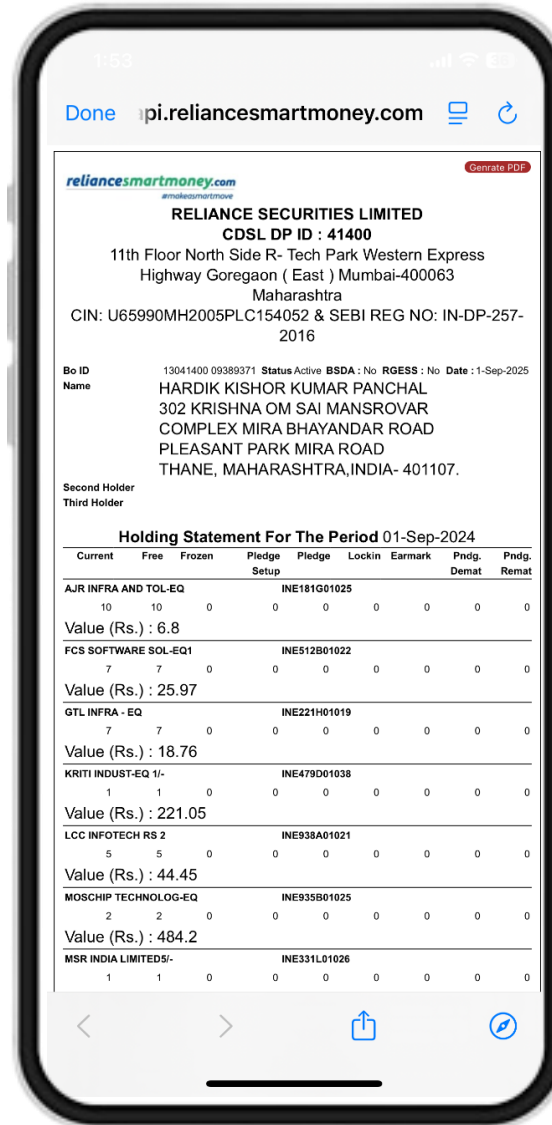 1:53
Done pi.reliancesmartmoney.com
reliancesmartmoney.com
#makeasmartmove
Genrate PDF
RELIANCE SECURITIES LIMITED
CDSL DP ID : 41400
11th Floor North Side R- Tech Park Western Express
Highway Goregaon ( East ) Mumbai-400063
Maharashtra
CIN: U65990MH2005PLC154052 & SEBI REG NO: IN-DP-257-
2016
Bo ID 13041400 09389371 Status Active BSDA : No RGESS : No Date : 1-Sep-2025
Name HARDIK KISHOR KUMAR PANCHAL
302 KRISHNA OM SAI MANSROVAR
COMPLEX MIRA BHAYANDAR ROAD
PLEASANT PARK MIRA ROAD
THANE, MAHARASHTRA,INDIA- 401107.
Second Holder
Third Holder
Holding Statement For The Period 01-Sep-2024
Current Free Frozen Pledge Pledge Lockin Earmark Pndg. Pndg.
Setup Demat Remat
AJR INFRA AND TOL-EQ INE181G01025
10 10 0 0 0 0 0 0 0
Value (Rs.) : 6.8
FCS SOFTWARE SOL-EQ1 INE512B01022
7 7 0 0 0 0 0 0 0
Value (Rs.) : 25.97
GTL INFRA - EQ INE221H01019
7 7 0 0 0 0 0 0 0
Value (Rs.) : 18.76
KRITI INDUST-EQ 1/- INE479D01038
1 1 0 0 0 0 0 0 0
Value (Rs.) : 221.05
LCC INFOTECH RS 2 INE938A01021
5 5 0 0 0 0 0 0 0
Value (Rs.) : 44.45
MOSCHIP TECHNOLOG-EQ INE935B01025
2 2 0 0 0 0 0 0 0
Value (Rs.) : 484.2
MSR INDIA LIMITED5/- INE331L01026
1 1 0 0 0 0 0 0 0